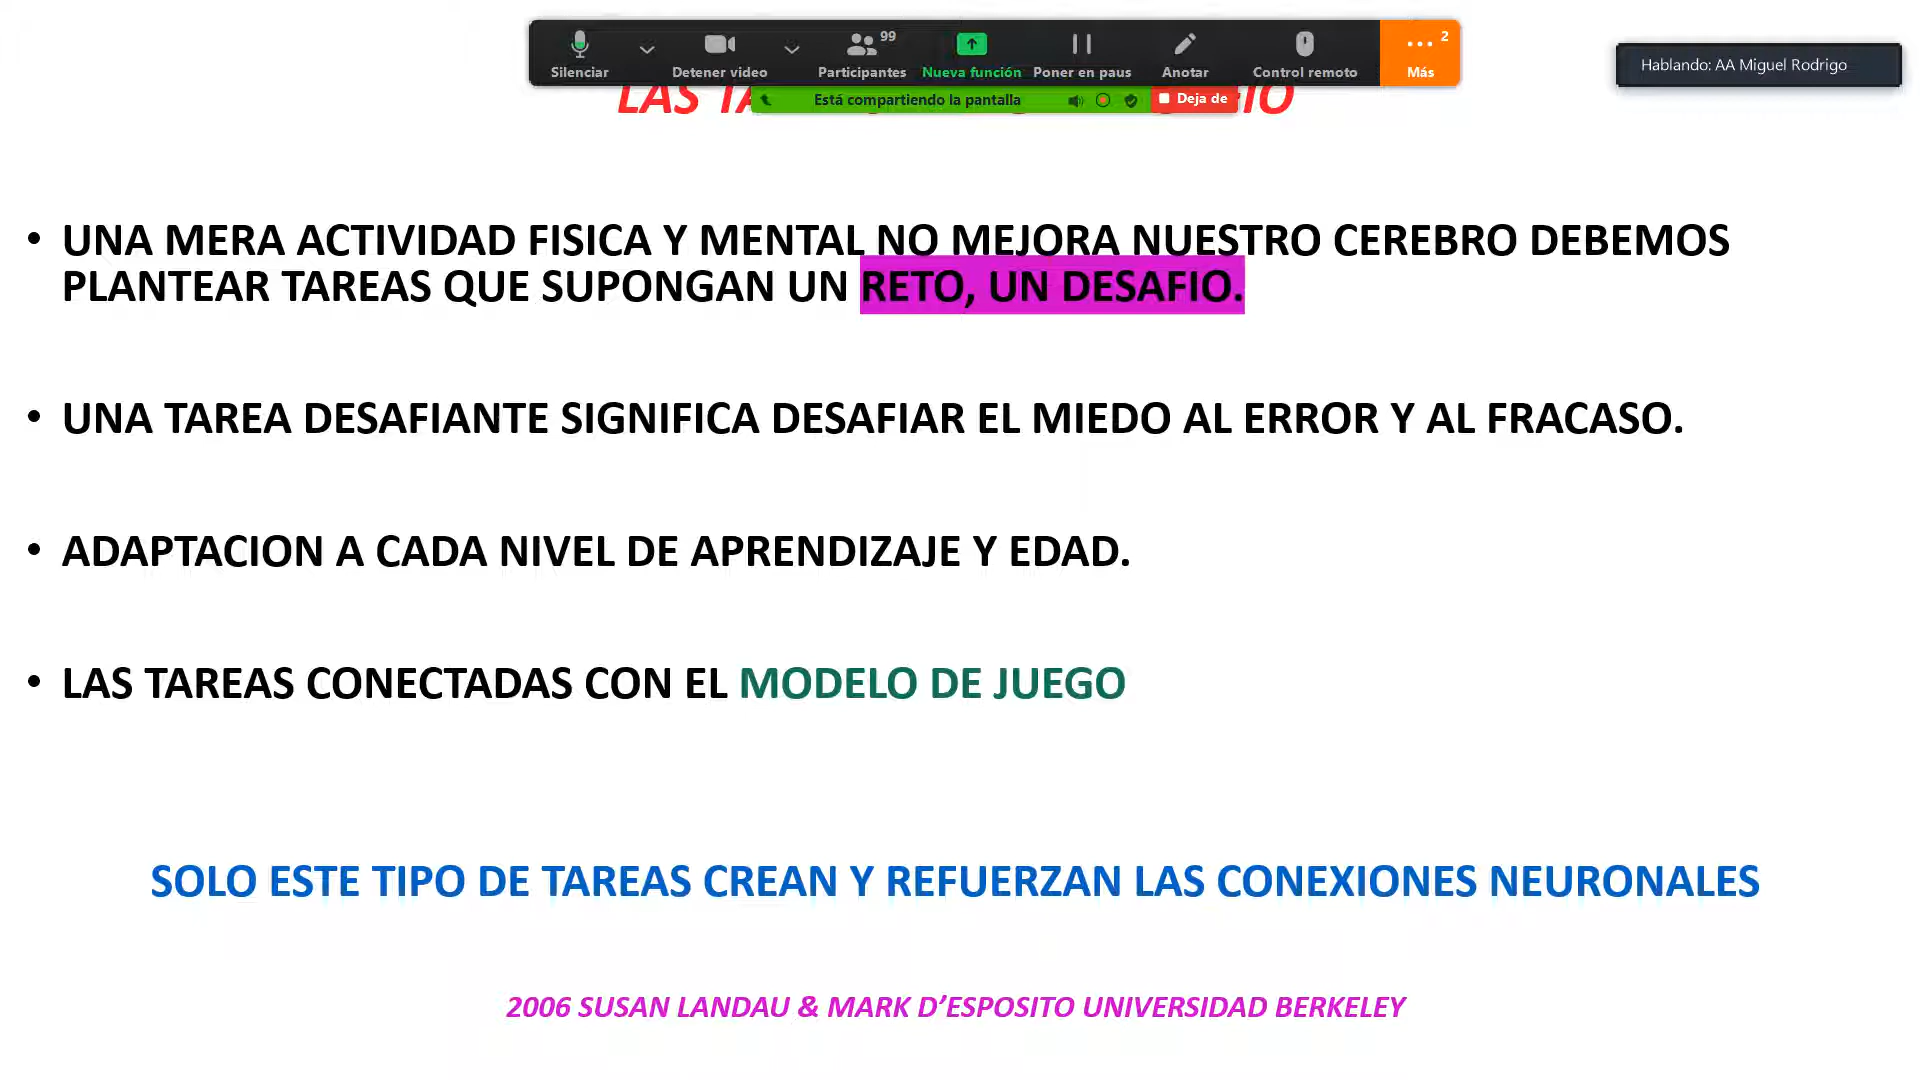 99
2
Silenciar Detener video Participantes Nueva función Poner en paus Anotar Control remoto Más
Hablando: AA Miguel Rodrigo
Está compartiendo la pantalla Deja de
LAS
• UNA MERA ACTIVIDAD FISICA Y MENTAL NO MEJORA NUESTRO CEREBRO DEBEMOS
PLANTEAR TAREAS QUE SUPONGAN UN RETO, UN DESAFIO.
• UNA TAREA DESAFIANTE SIGNIFICA DESAFIAR EL MIEDO AL ERROR Y AL FRACASO.
• ADAPTACION A CADA NIVEL DE APRENDIZAJE Y EDAD.
• LAS TAREAS CONECTADAS CON EL MODELO DE JUEGO
SOLO ESTE TIPO DE TAREAS CREAN Y REFUERZAN LAS CONEXIONES NEURONALES
2006 SUSAN LANDAU & MARK D’ESPOSITO UNIVERSIDAD BERKELEY